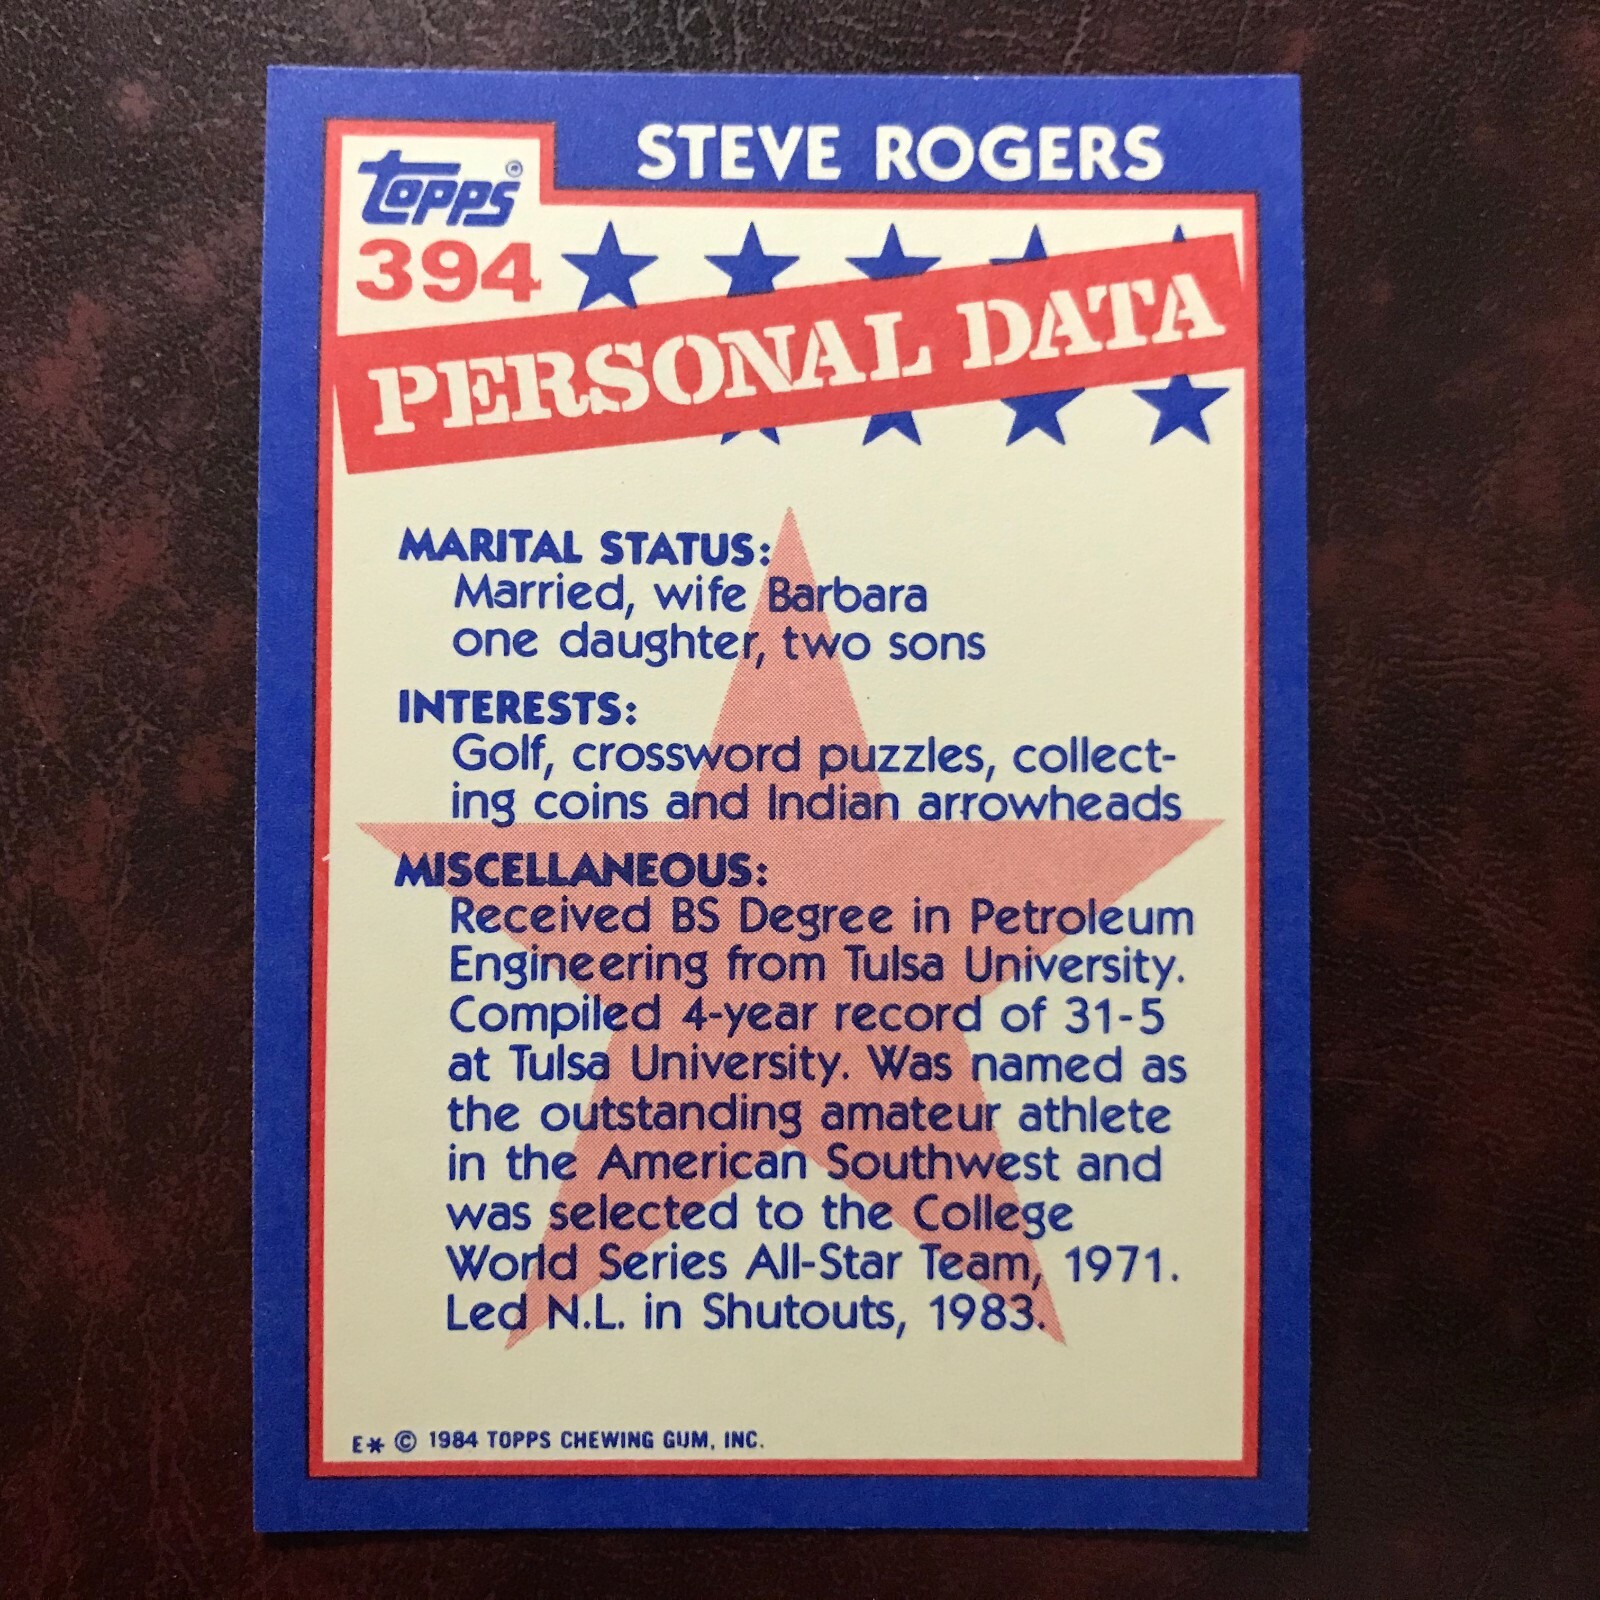 STEVE ROGERS
Topps®
394
PERSONAL DATA
MARITAL STATUS:
Married, wife Barbara
one daughter, two sons
INTERESTS:
Golf, crossword puzzles, collect-
ing coins and Indian arrowheads
MISCELLANEOUS:
Received BS Degree in Petroleum
Engineering from Tulsa University.
Compiled 4-year record of 31-5
at Tulsa University. Was named as
the outstanding amateur athlete
in the American Southwest and
was selected to the College
World Series All-Star Team, 1971.
Led N.L. in Shutouts, 1983.
E* © 1984 TOPPS CHEWING GUM, INC.